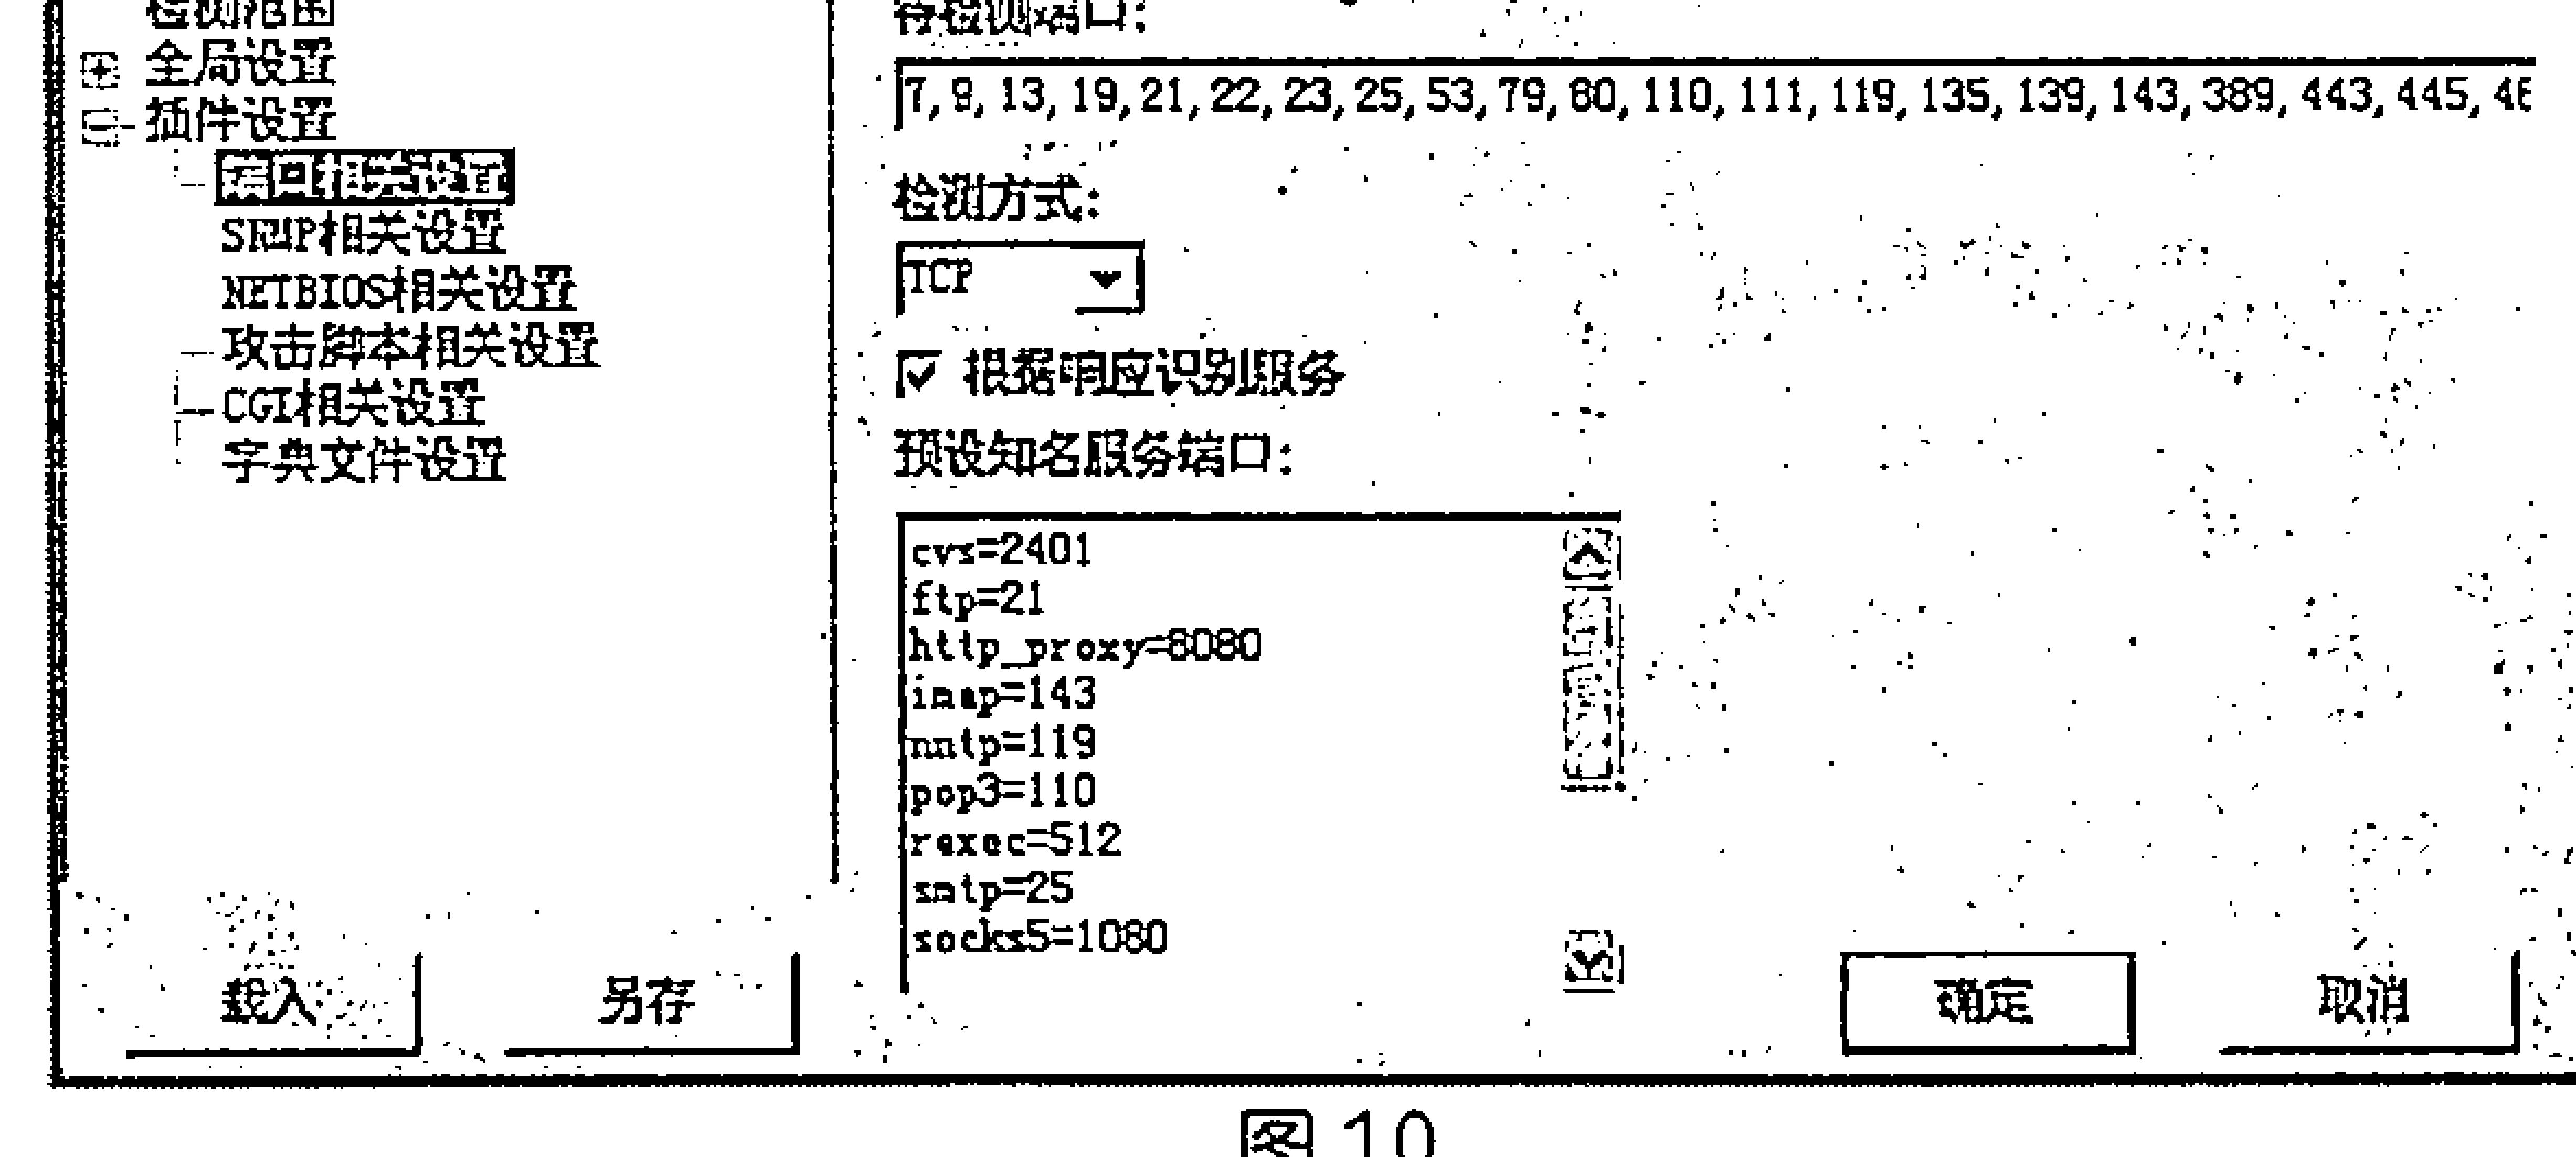 检测范围
全局设置
插件设置
端口相关设置
SNMP相关设置
NETBIOS相关设置
攻击脚本相关设置
CGI相关设置
字典文件设置
载入
另存
待检测端口:
7,9,13,19,21,22,23,25,53,79,80,110,111,119,135,139,143,389,443,445,
检测方式:
TCP
根据响应识别服务
预设知名服务端口:
cvs=2401
ftp=21
http_proxy=8080
imap=143
nntp=119
pop3=110
rexec=512
smtp=25
socks5=1080
确定
取消
图10